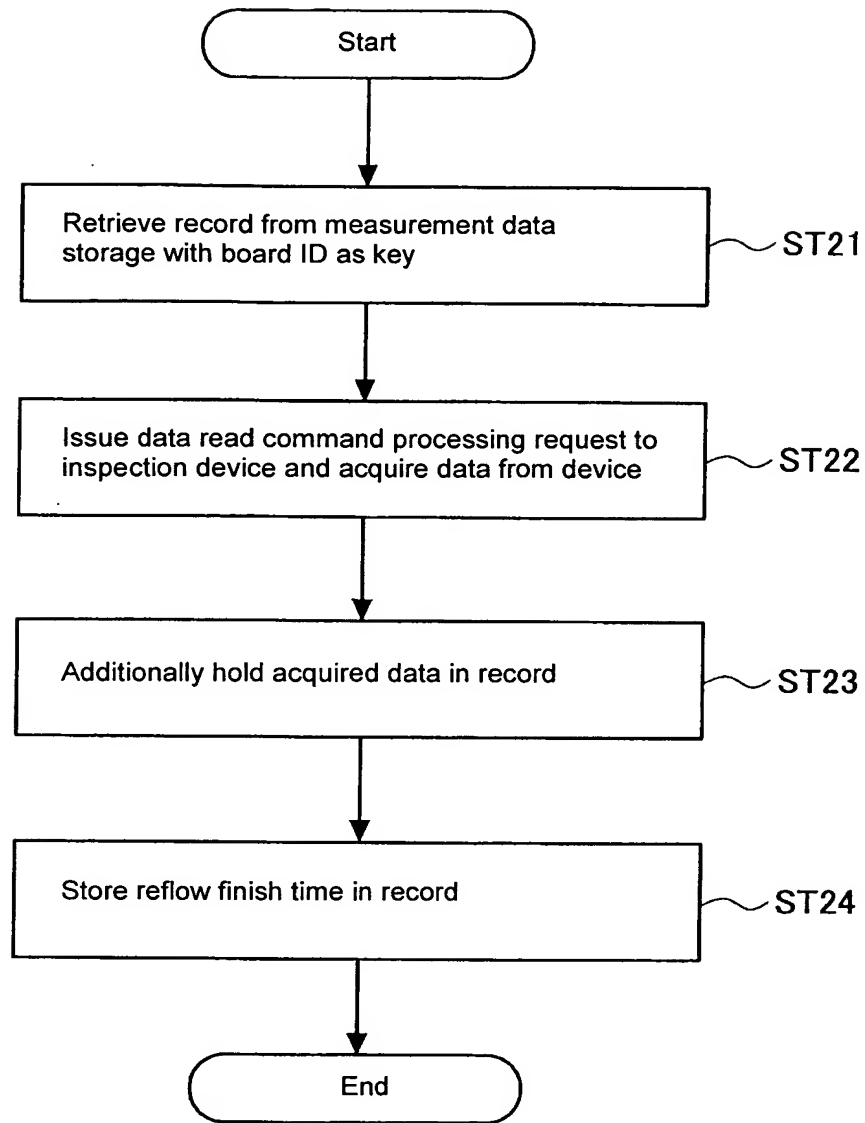 Start
Retrieve record from measurement data
storage with board ID as key
ST21
Issue data read command processing request to
inspection device and acquire data from device
ST22
Additionally hold acquired data in record
ST23
Store reflow finish time in record
ST24
End